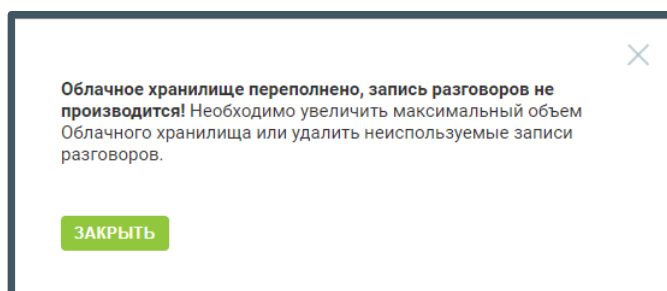 Облачное хранилище переполнено, запись разговоров не
производится! Необходимо увеличить максимальный объем
Облачного хранилища или удалить неиспользуемые записи
разговоров.
ЗАКРЫТЬ